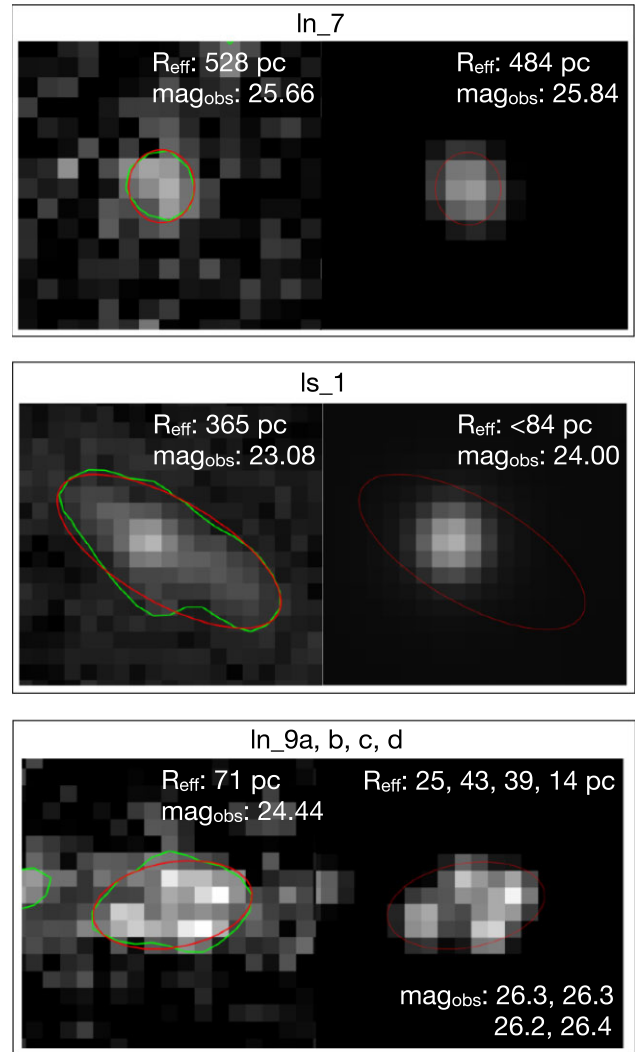 ln_7
Reff: 528 pc
magobs: 25.66
Reff: 484 pc
magobs: 25.84
ls_1
Reff: 365 pc
magobs: 23.08
Reff: <84 pc
magobs: 24.00
ln_9a, b, c, d
Reff: 71 pc
magobs: 24.44
Reff: 25, 43, 39, 14 pc
magobs: 26.3, 26.3
26.2, 26.4